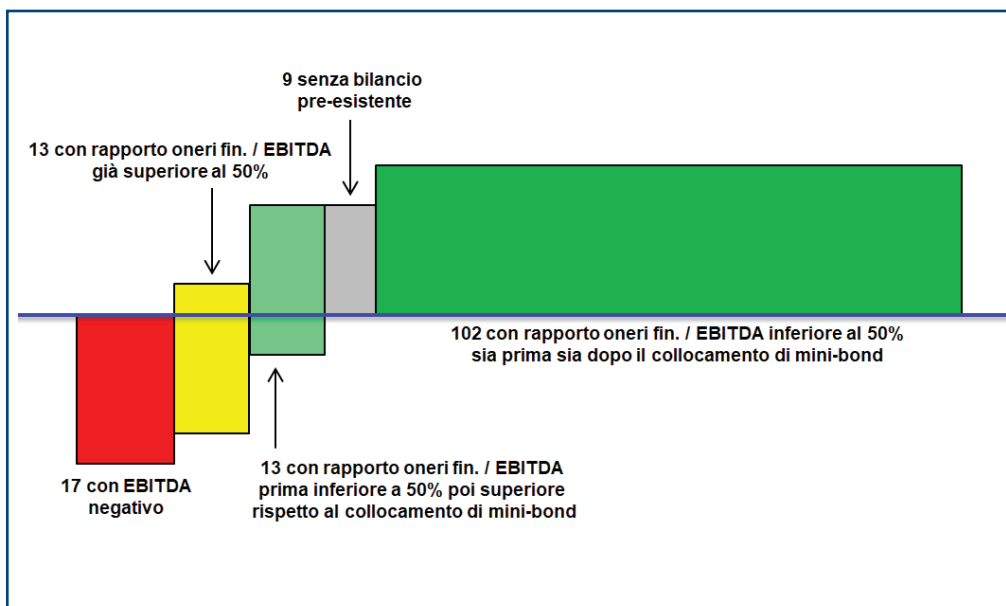 9 senza bilancio
pre-esistente
13 con rapporto oneri fin. / EBITDA
già superiore al 50%
102 con rapporto oneri fin. / EBITDA inferiore al 50%
sia prima sia dopo il collocamento di mini-bond
13 con rapporto oneri fin. / EBITDA
prima inferiore a 50% poi superiore
rispetto al collocamento di mini-bond
17 con EBITDA
negativo